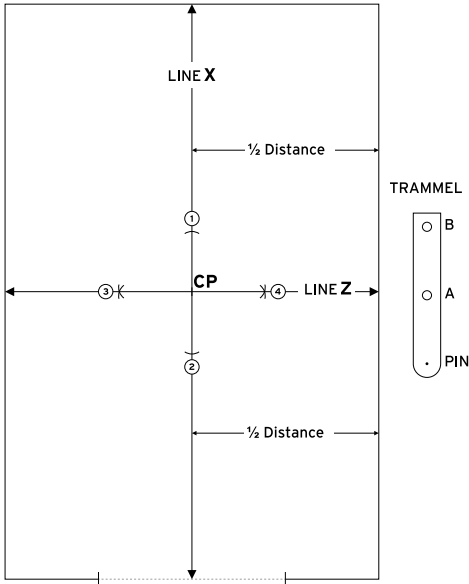 LINE X
½ Distance
TRAMMEL
B
1
CP
3
4
LINE Z
A
2
PIN
½ Distance